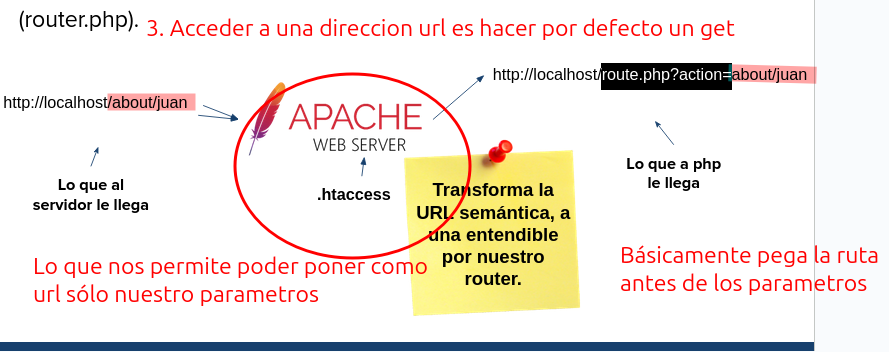 (router.php).
3. Acceder a una direccion url es hacer por defecto un get
http://localhost/route.php?action=about/juan
http://localhost/about/juan
APACHE
WEB SERVER
Lo que al
servidor le llega
.htaccess
Transforma la
URL semántica, a
una entendible
por nuestro
router.
Lo que a php
le llega
Lo que nos permite poder poner como
url sólo nuestro parametros
Básicamente pega la ruta
antes de los parametros